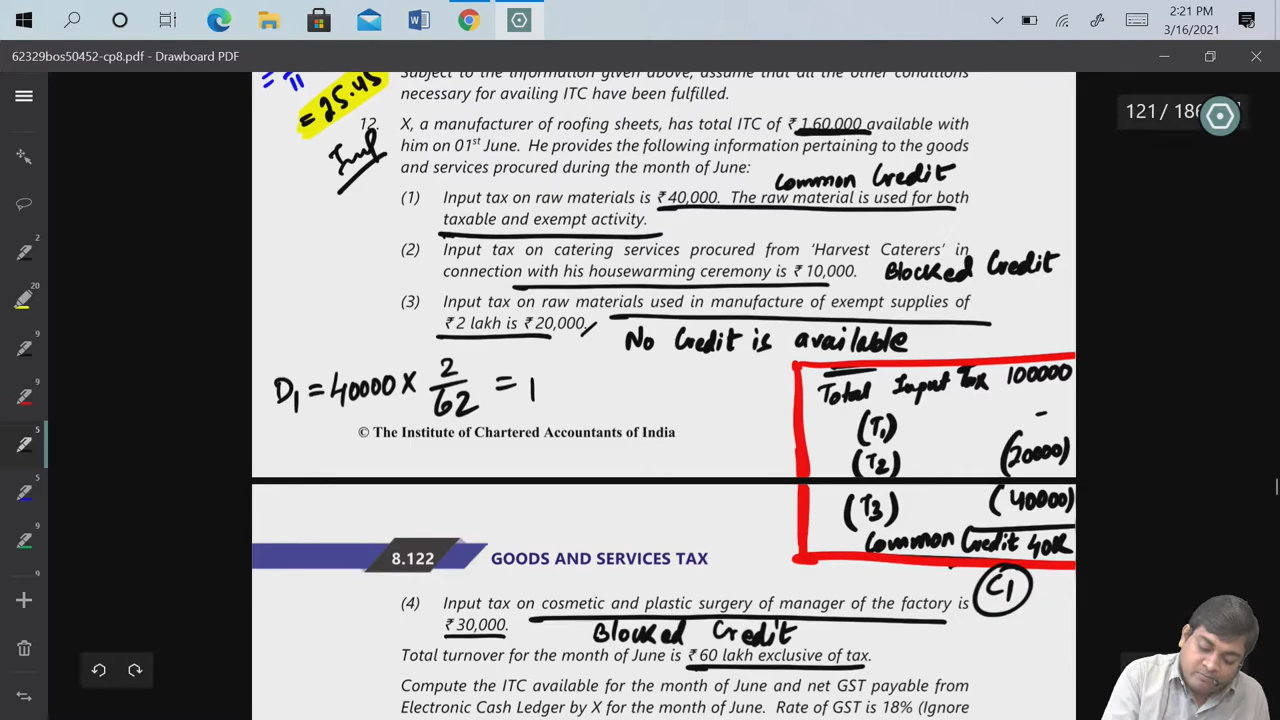 2:21 PM
3/16/2021
62329bos50452-cp8.pdf - Drawboard PDF
121 / 186
= 25.45
Subject to the information given above, assume that all the other conditions
necessary for availing ITC have been fulfilled.
12. X, a manufacturer of roofing sheets, has total ITC of ₹ 1,60,000 available with
him on 01st June. He provides the following information pertaining to the goods
and services procured during the month of June:
Imp
Common Credit
(1) Input tax on raw materials is ₹ 40,000. The raw material is used for both
taxable and exempt activity.
(2) Input tax on catering services procured from 'Harvest Caterers' in
connection with his housewarming ceremony is ₹ 10,000.
Blocked Credit
(3) Input tax on raw materials used in manufacture of exempt supplies of
₹ 2 lakh is ₹ 20,000.
No Credit is available
D1 = 40000 × 2/62 = 1
© The Institute of Chartered Accountants of India
Total Input Tax 100000
(T1) -
(T2) (20000)
(T3) (40000)
Common Credit 40K
C1
8.122 GOODS AND SERVICES TAX
(4) Input tax on cosmetic and plastic surgery of manager of the factory is
₹ 30,000.
Blocked Credit
Total turnover for the month of June is ₹ 60 lakh exclusive of tax.
Compute the ITC available for the month of June and net GST payable from
Electronic Cash Ledger by X for the month of June. Rate of GST is 18% (Ignore